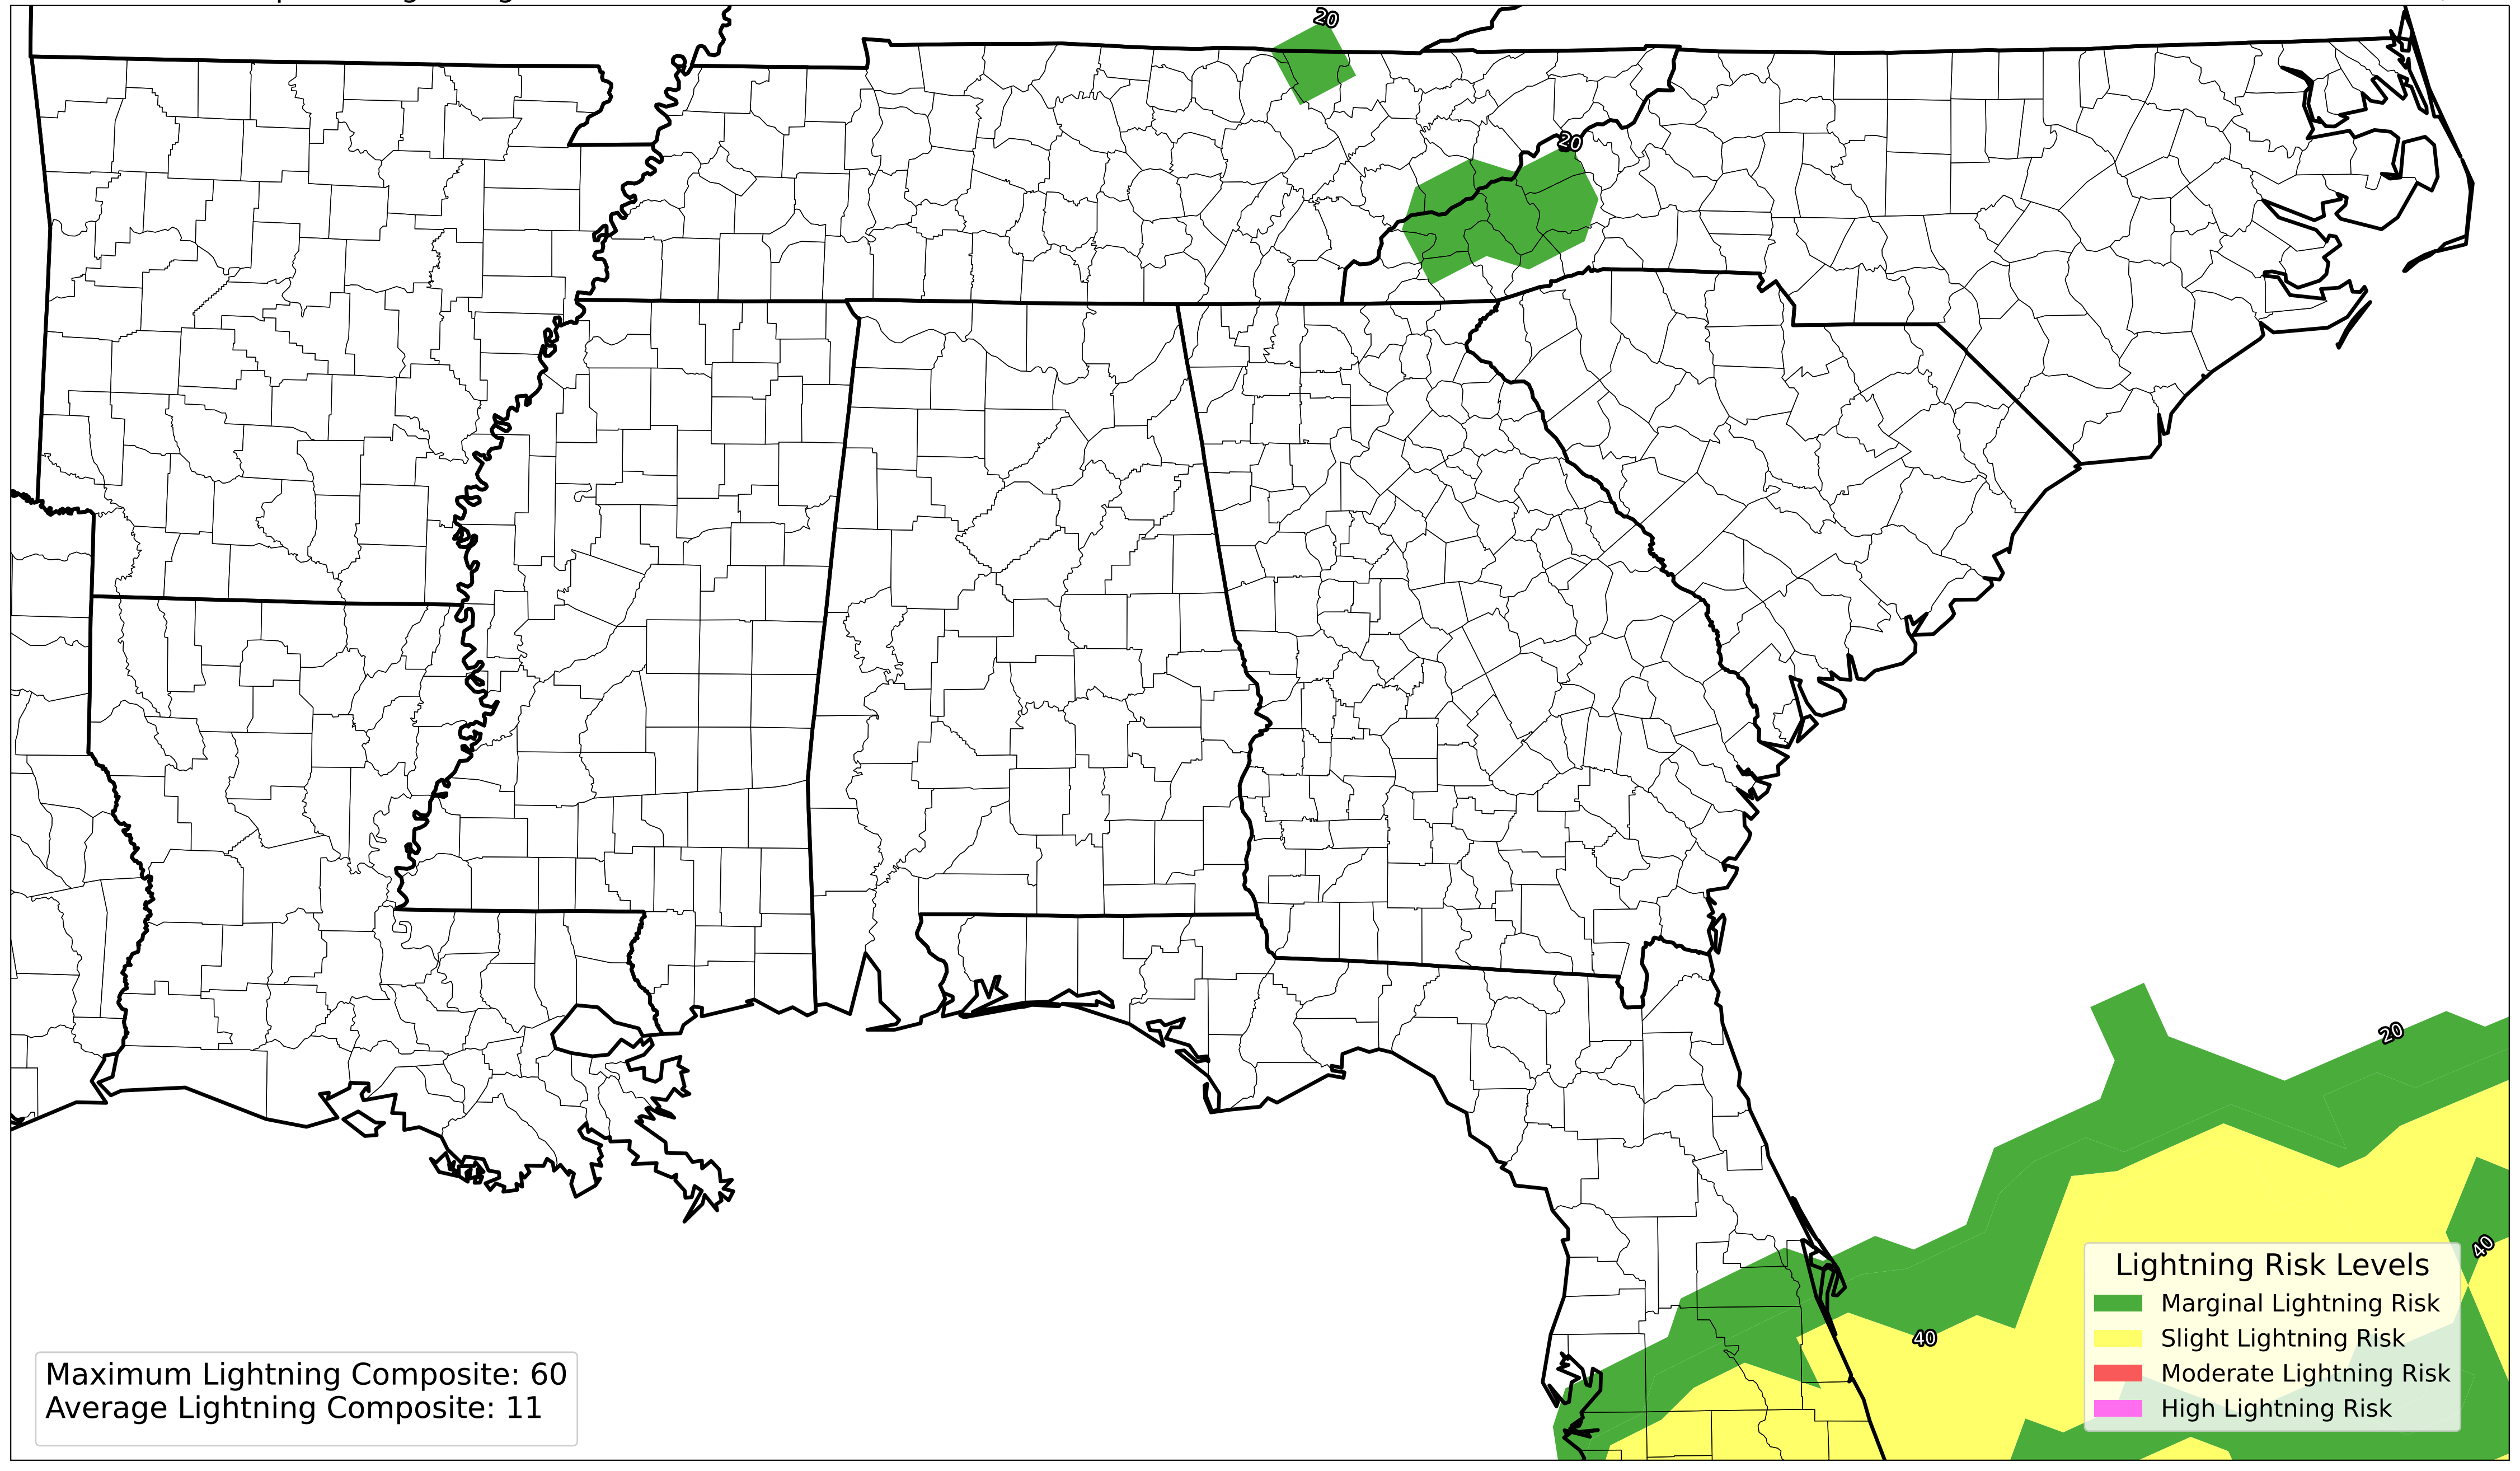 20
20
20
40
40
Lightning Risk Levels
Marginal Lightning Risk
Slight Lightning Risk
Moderate Lightning Risk
High Lightning Risk
Maximum Lightning Composite: 60
Average Lightning Composite: 11